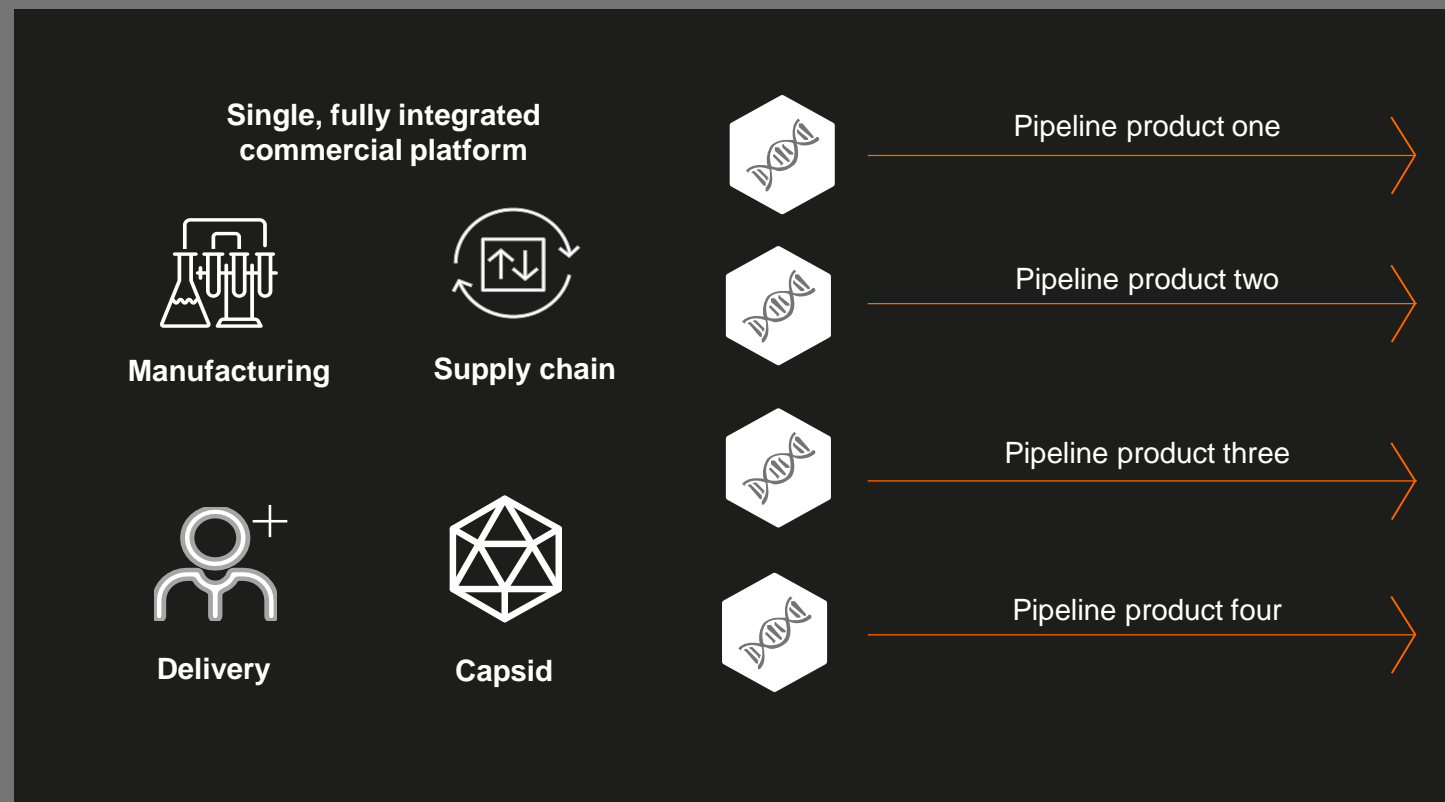 Single, fully integrated
commercial platform
Manufacturing
Supply chain
Delivery
Capsid
Pipeline product one
Pipeline product two
Pipeline product three
Pipeline product four